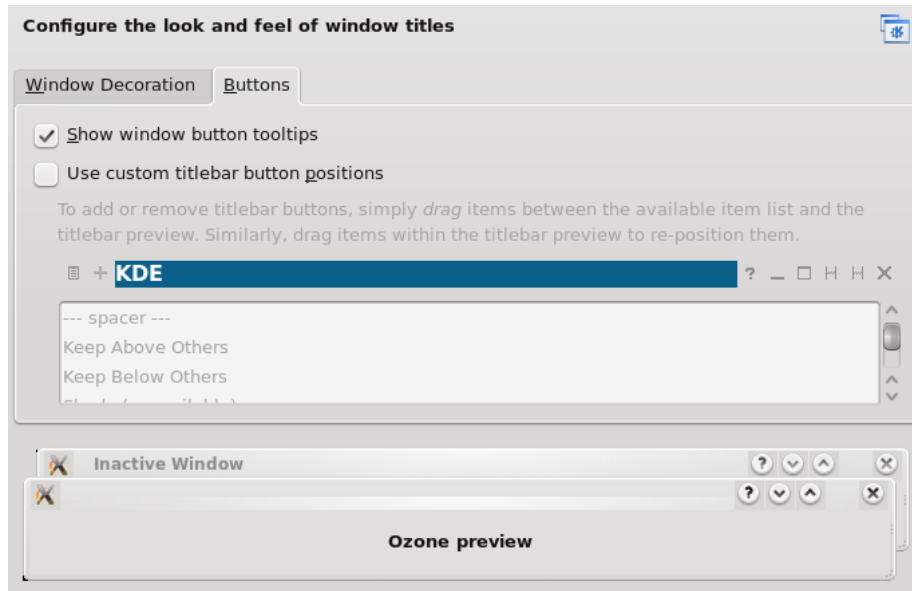 Configure the look and feel of window titles
Window Decoration Buttons
Show window button tooltips
Use custom titlebar button positions
To add or remove titlebar buttons, simply drag items between the available item list and the
titlebar preview. Similarly, drag items within the titlebar preview to re-position them.
KDE ? H H
--- spacer ---
Keep Above Others
Keep Below Others
Inactive Window ?
?
Ozone preview